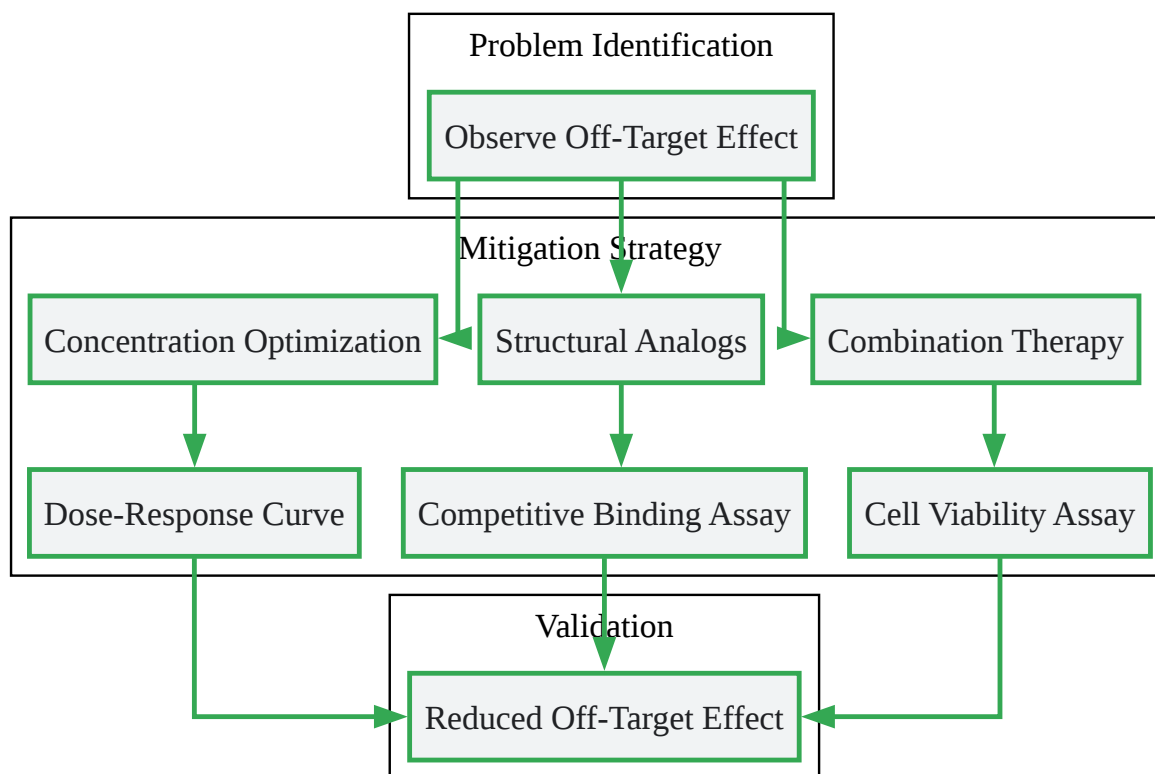 Problem Identification
Observe Off-Target Effect
Mitigation Strategy
Concentration Optimization
Structural Analogs
Combination Therapy
Dose-Response Curve
Competitive Binding Assay
Cell Viability Assay
Validation
Reduced Off-Target Effect